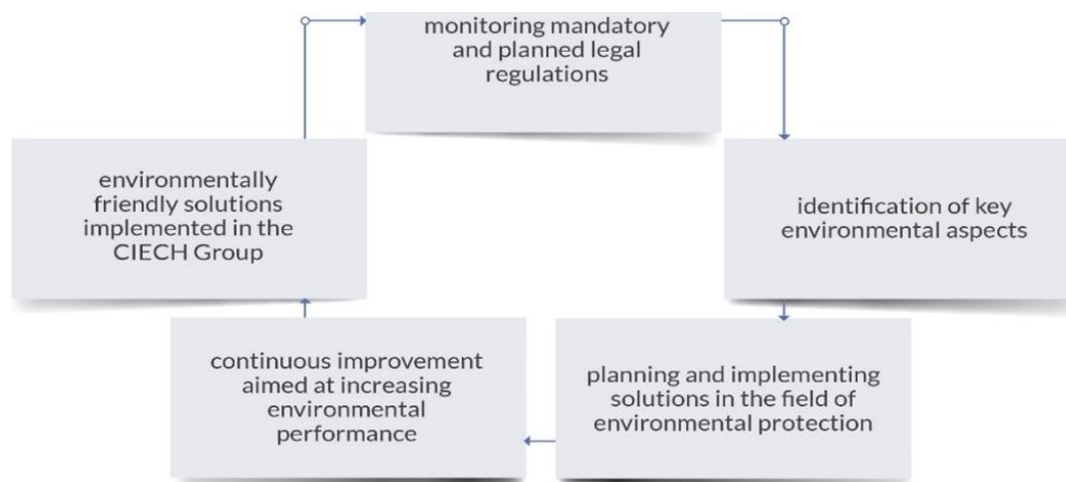 monitoring mandatory
and planned legal
regulations
identification of key
environmental aspects
planning and implementing
solutions in the field of
environmental protection
continuous improvement
aimed at increasing
environmental
performance
environmentally
friendly solutions
implemented in the
CIECH Group